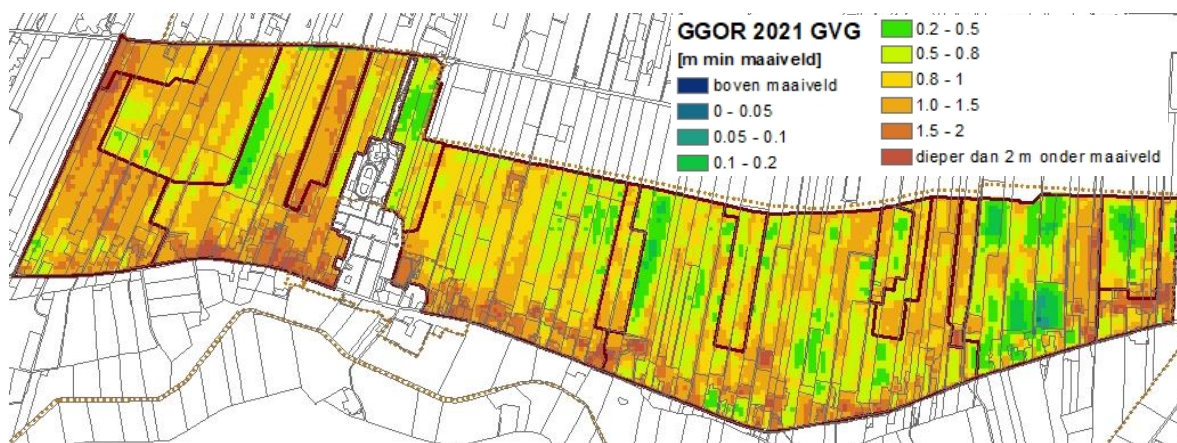 GGOR 2021 GVG
[m min maaiveld]
boven maaiveld
0 - 0.05
0.05 - 0.1
0.1 - 0.2
0.2 - 0.5
0.5 - 0.8
0.8 - 1
1.0 - 1.5
1.5 - 2
dieper dan 2 m onder maaiveld